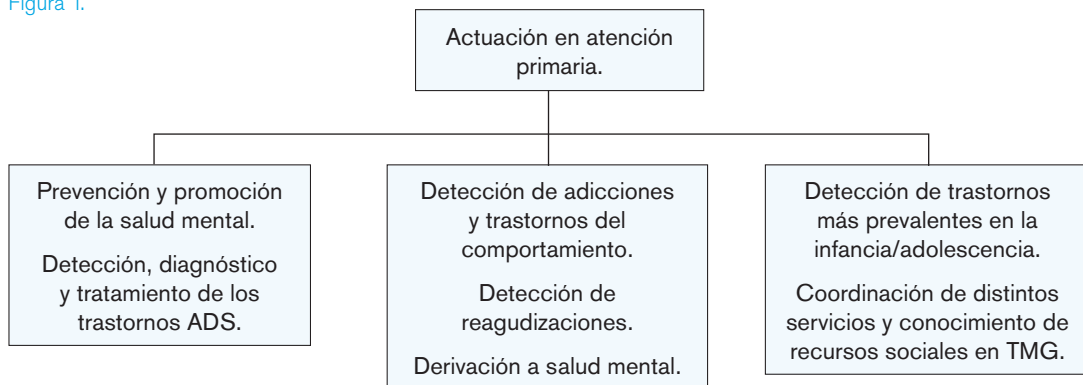 Figura 1.
Actuación en atención
primaria.
Prevención y promoción
de la salud mental.
Detección, diagnóstico
y tratamiento de los
trastornos ADS.
Detección de adicciones
y trastornos del
comportamiento.
Detección de
reagudizaciones.
Derivación a salud mental.
Detección de trastornos
más prevalentes en la
infancia/adolescencia.
Coordinación de distintos
servicios y conocimiento de
recursos sociales en TMG.